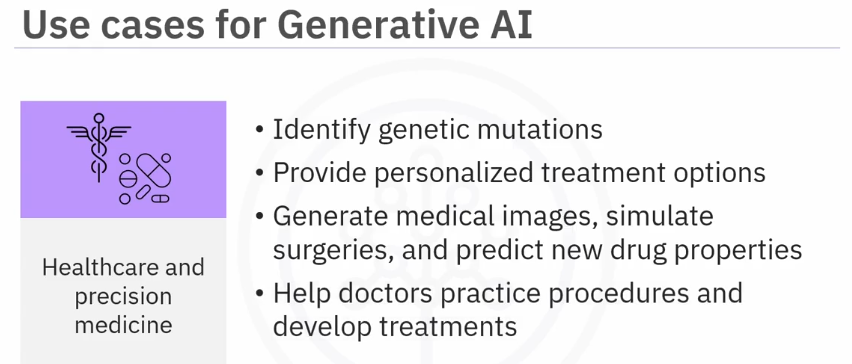 Use cases for Generative AI
Healthcare and
precision
medicine
• Identify genetic mutations
• Provide personalized treatment options
• Generate medical images, simulate
surgeries, and predict new drug properties
• Help doctors practice procedures and
develop treatments